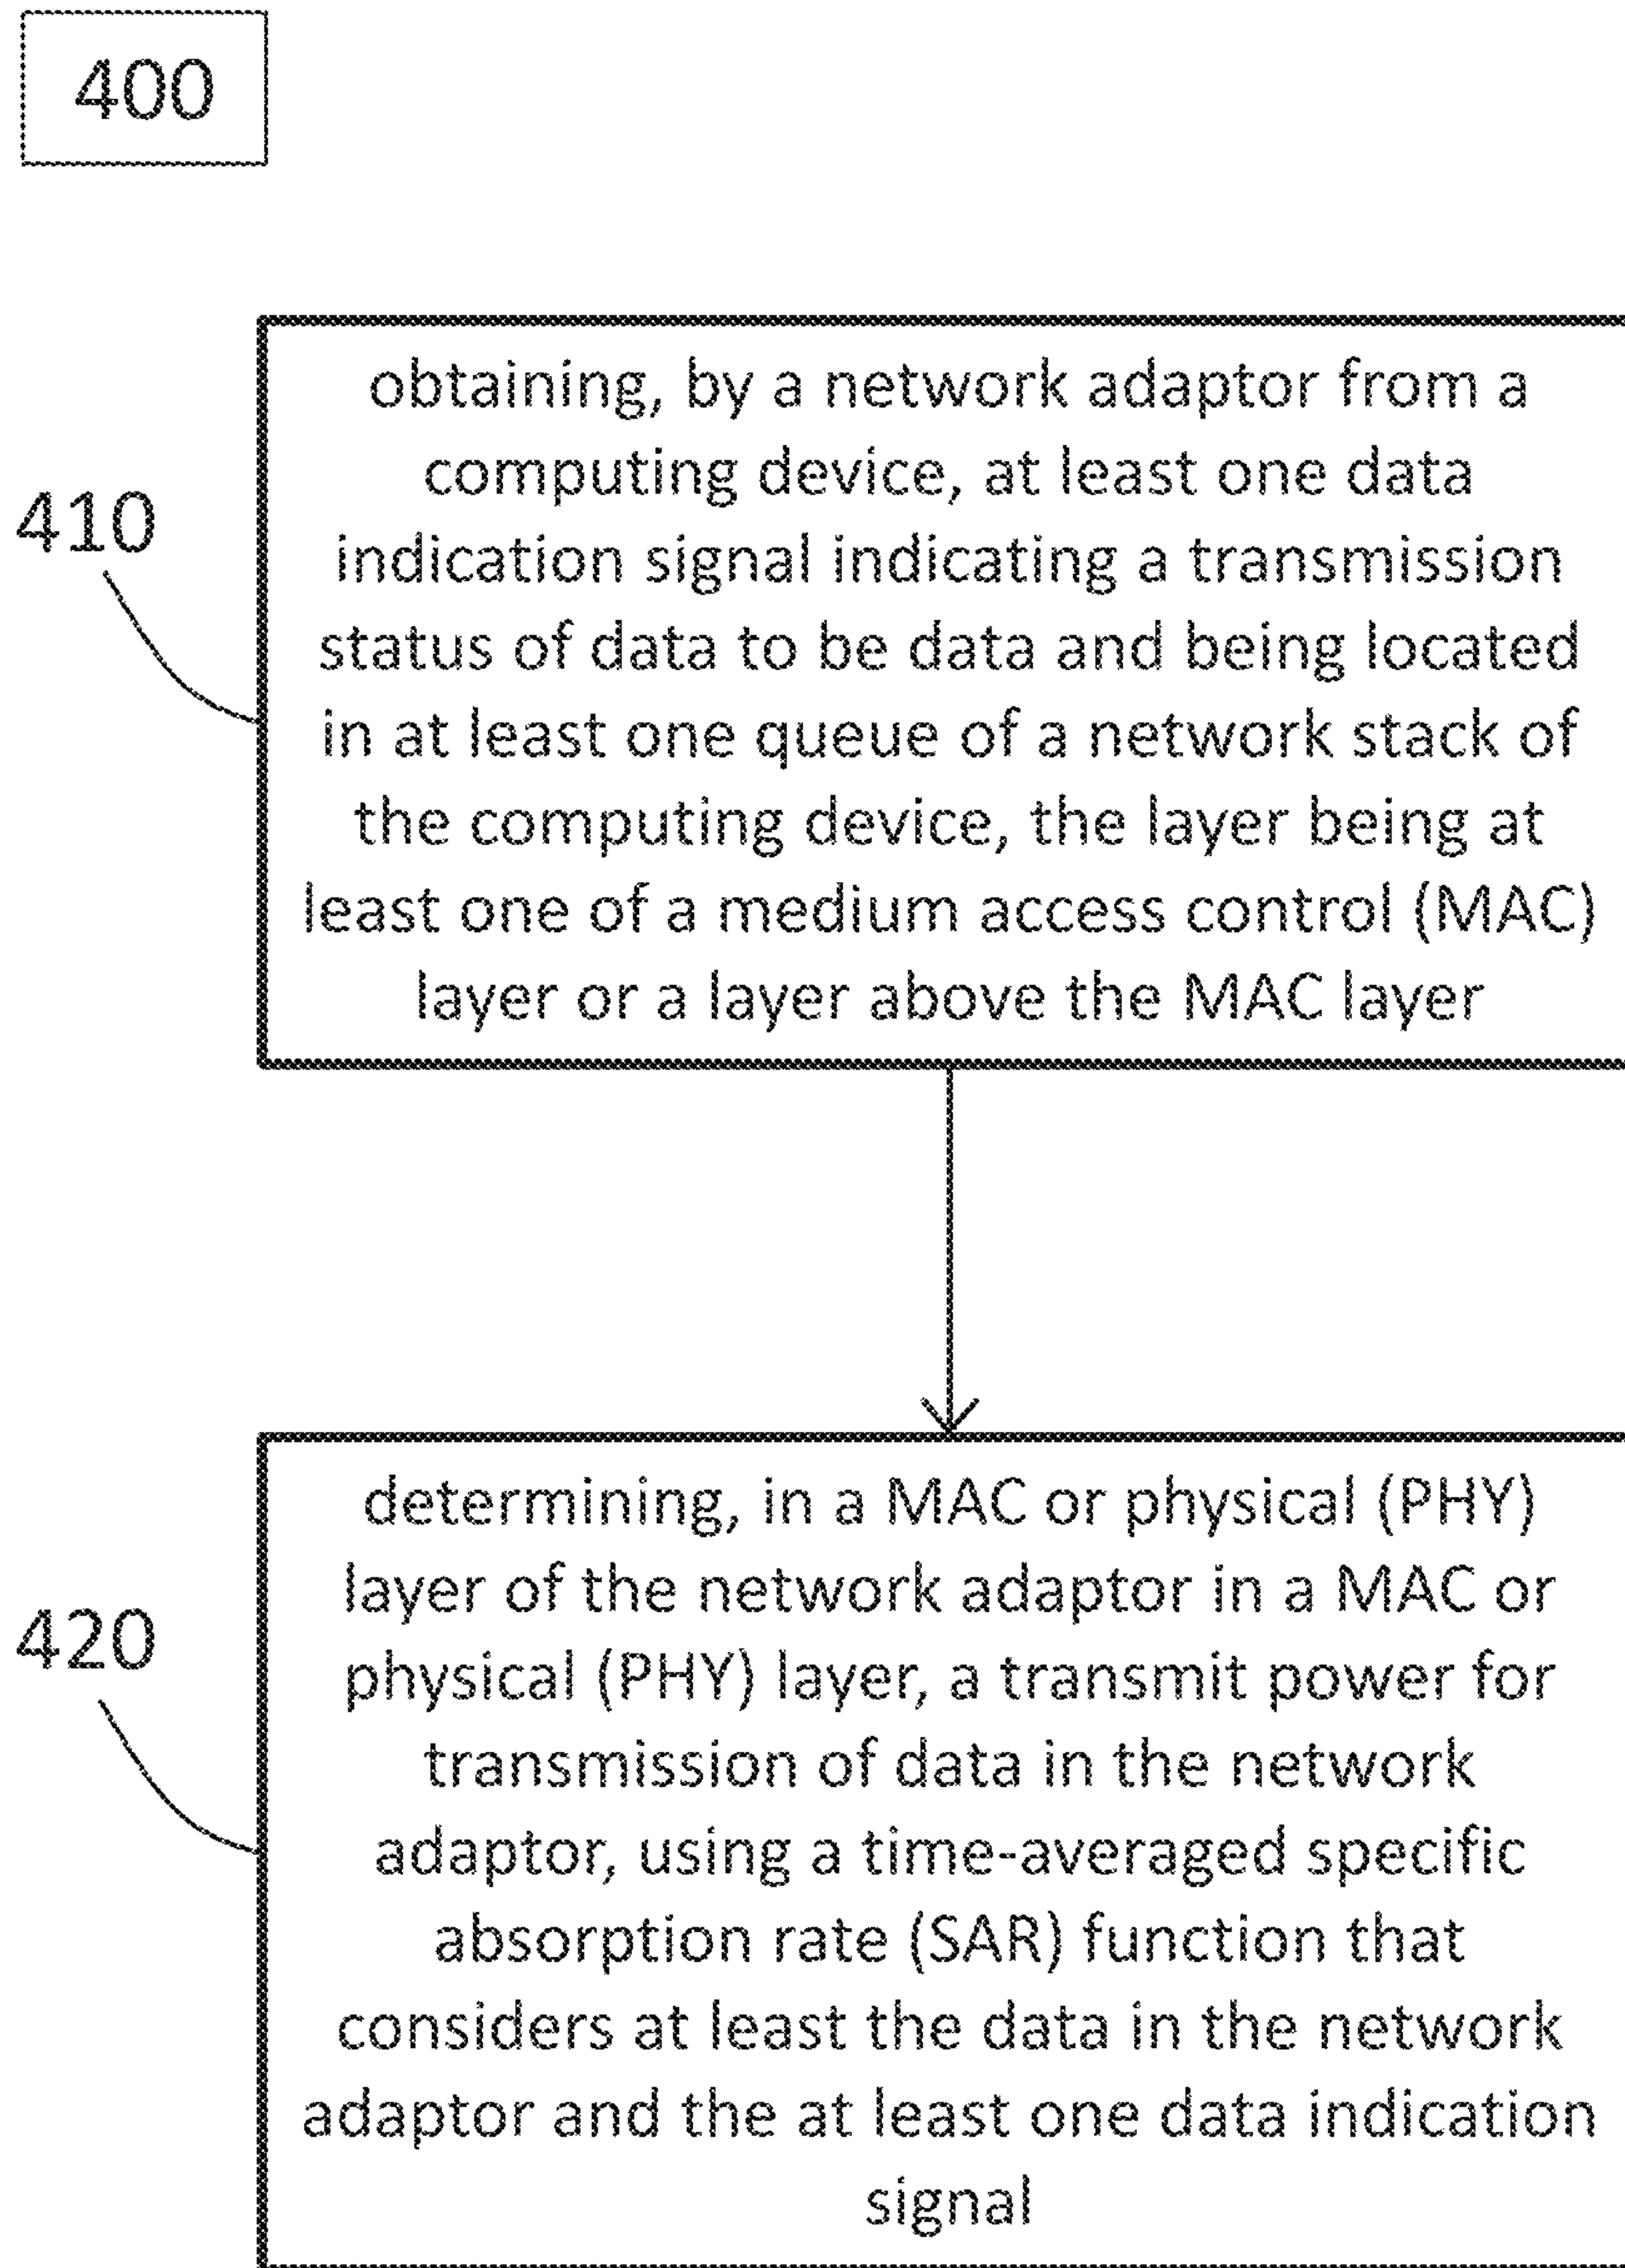 400
410
obtaining, by a network adaptor from a
computing device, at least one data
indication signal indicating a transmission
status of data to be data and being located
in at least one queue of a network stack of
the computing device, the layer being at
least one of a medium access control (MAC)
layer or a layer above the MAC layer
420
determining, in a MAC or physical (PHY)
layer of the network adaptor in a MAC or
physical (PHY) layer, a transmit power for
transmission of data in the network
adaptor, using a time-averaged specific
absorption rate (SAR) function that
considers at least the data in the network
adaptor and the at least one data indication
signal